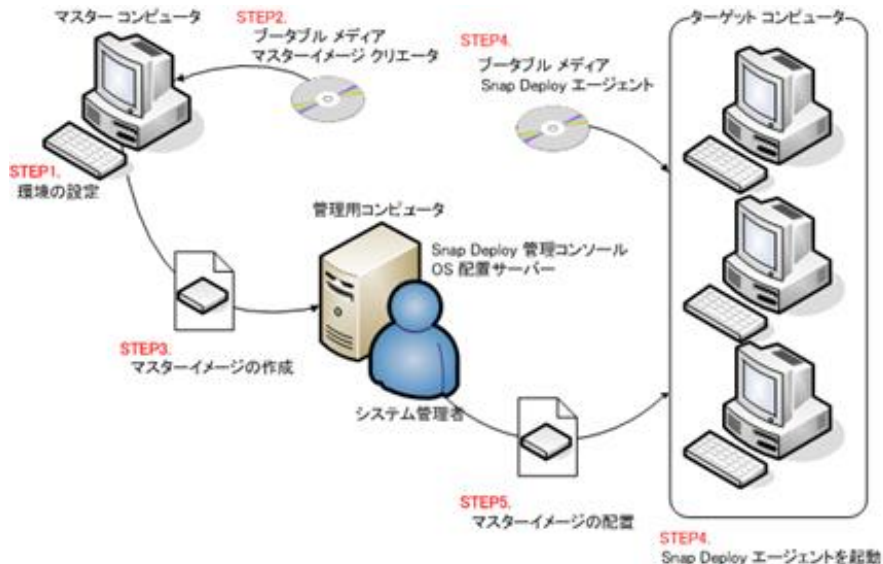 マスター コンピュータ
STEP2.
ブータブル メディア
マスターイメージ クリエータ
STEP1.
環境の設定
STEP3.
マスターイメージの作成
管理用コンピュータ
Snap Deploy 管理コンソール
OS 配置サーバー
システム管理者
STEP4.
ブータブル メディア
Snap Deploy エージェント
ターゲット コンピュータ
STEP5.
マスターイメージの配置
STEP4.
Snap Deploy エージェントを起動